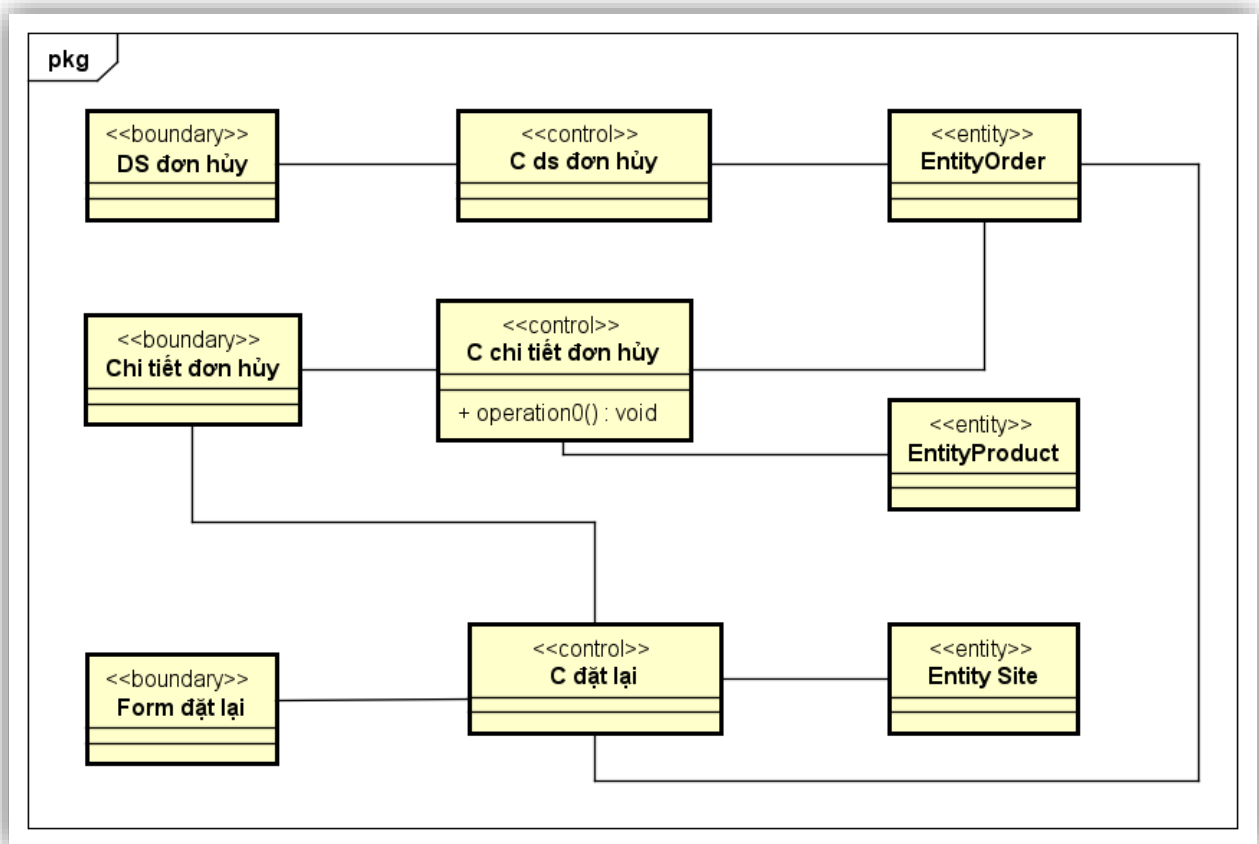 pkg
<<boundary>>
DS đơn hủy
<<control>>
C ds đơn hủy
<<entity>>
EntityOrder
<<boundary>>
Chi tiết đơn hủy
<<control>>
C chi tiết đơn hủy
+ operation0() : void
<<entity>>
EntityProduct
<<boundary>>
Form đặt lại
<<control>>
C đặt lại
<<entity>>
Entity Site